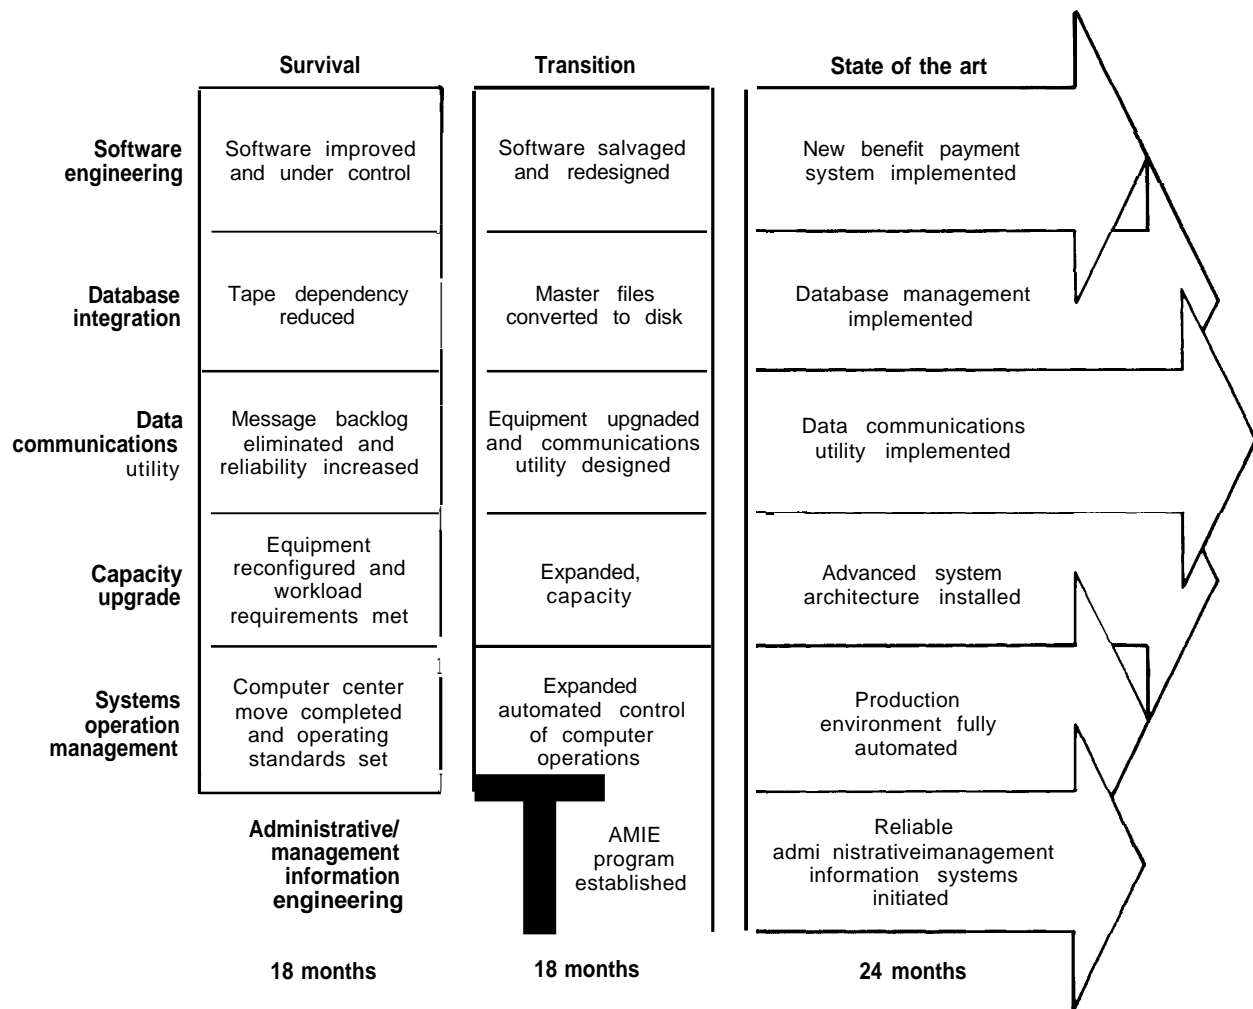 Survival
Transition
State of the art
Software
engineering
Software improved
and under control
Software salvaged
and redesigned
New benefit payment
system implemented
Database
integration
Tape dependency
reduced
Master files
converted to disk
Database management
implemented
Data
communications
utility
Message backlog
eliminated and
reliability increased
Equipment upgnaded
and communications
utility designed
Data communications
utility implemented
Capacity
upgrade
Equipment
reconfigured and
workload
requirements met
Expanded,
capacity
Advanced system
architecture installed
Systems
operation
management
Computer center
move completed
and operating
standards set
Expanded
automated control
of computer
operations
Production
environment fully
automated
Administrative/
management
information
engineering
AMIE
program
established
Reliable
admi nistrativeimanagement
information systems
initiated
18 months
18 months
24 months